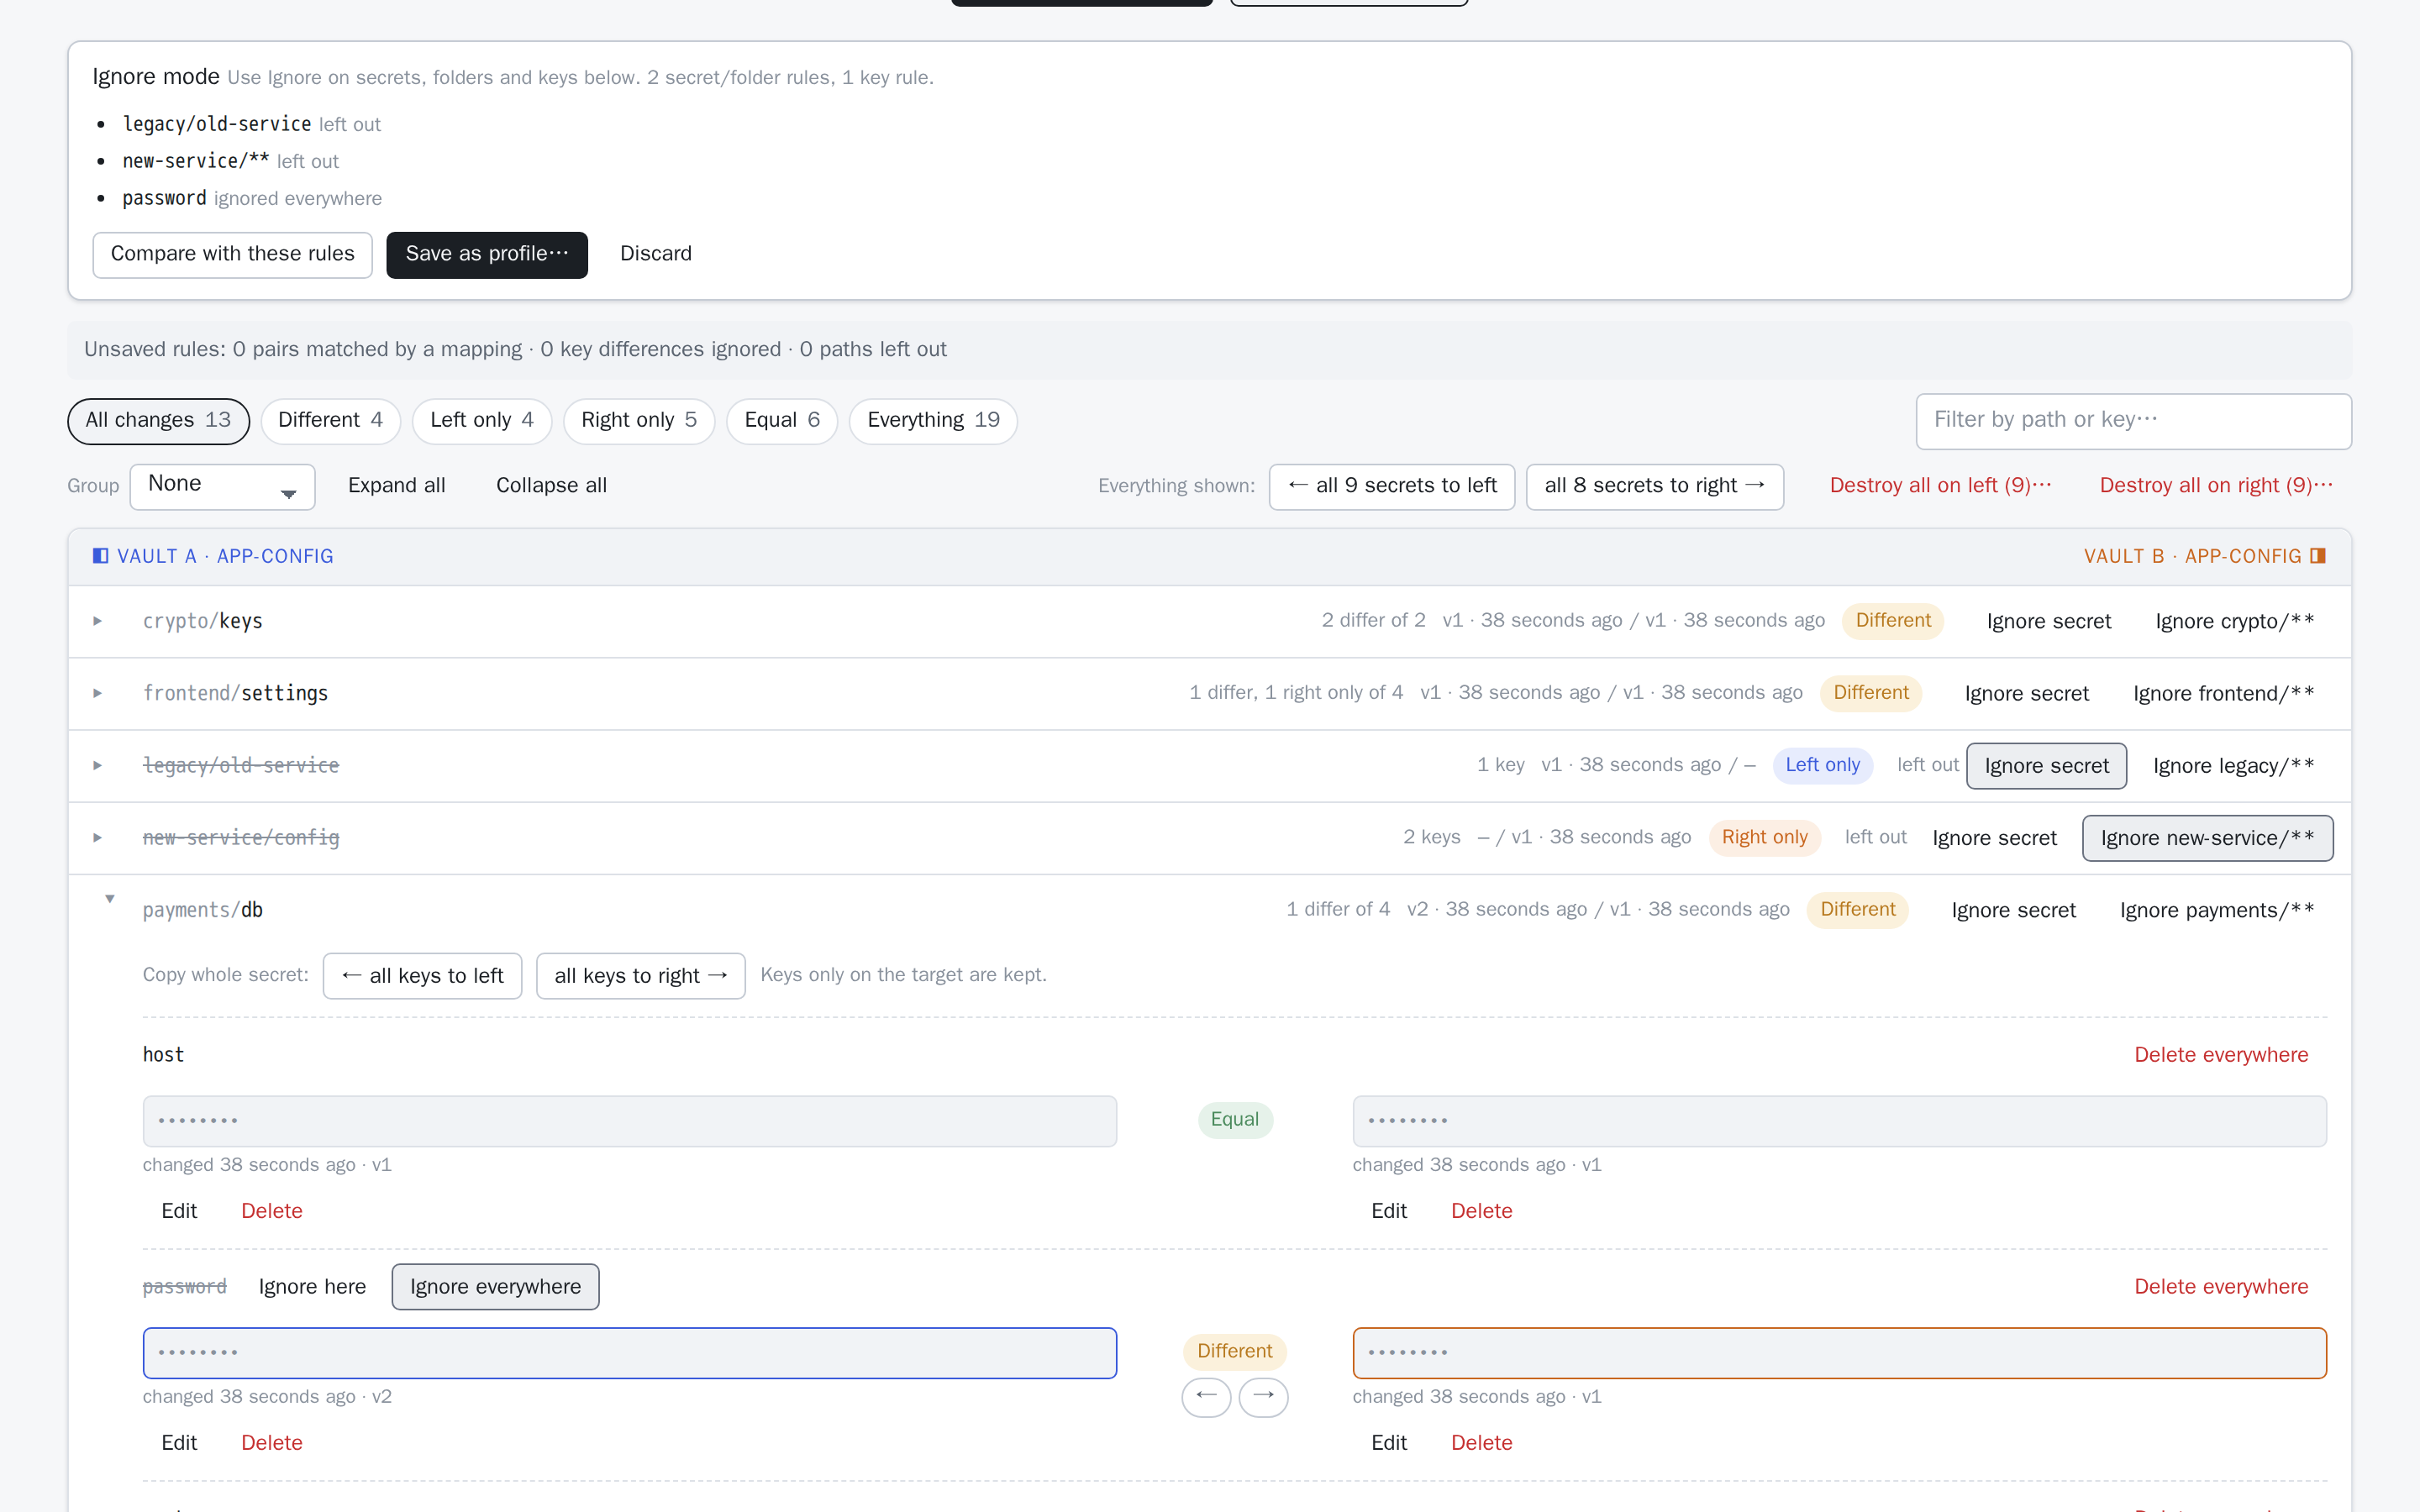 Ignore mode Use Ignore on secrets, folders and keys below. 2 secret/folder rules, 1 key rule.
• legacy/old-service left out
• new-service/** left out
• password ignored everywhere
Compare with these rules Save as profile⋯ Discard
Unsaved rules: 0 pairs matched by a mapping · 0 key differences ignored · 0 paths left out
All changes 13 Different 4 Left only 4 Right only 5 Equal 6 Everything 19 Filter by path or key⋯
Group None Expand all Collapse all Everything shown: ← all 9 secrets to left all 8 secrets to right → Destroy all on left (9)⋯ Destroy all on right (9)⋯
VAULT A · APP-CONFIG VAULT B · APP-CONFIG
crypto/keys 2 differ of 2 v1 · 38 seconds ago / v1 · 38 seconds ago Different Ignore secret Ignore crypto/**
frontend/settings 1 differ, 1 right only of 4 v1 · 38 seconds ago / v1 · 38 seconds ago Different Ignore secret Ignore frontend/**
legacy/old-service 1 key v1 · 38 seconds ago / – Left only left out Ignore secret Ignore legacy/**
new-service/config 2 keys – / v1 · 38 seconds ago Right only left out Ignore secret Ignore new-service/**
payments/db 1 differ of 4 v2 · 38 seconds ago / v1 · 38 seconds ago Different Ignore secret Ignore payments/**
Copy whole secret: ← all keys to left all keys to right → Keys only on the target are kept.
host Delete everywhere
•••••••• Equal ••••••••
changed 38 seconds ago · v1 changed 38 seconds ago · v1
Edit Delete Edit Delete
password Ignore here Ignore everywhere Delete everywhere
•••••••• Different ••••••••
← →
changed 38 seconds ago · v2 changed 38 seconds ago · v1
Edit Delete Edit Delete